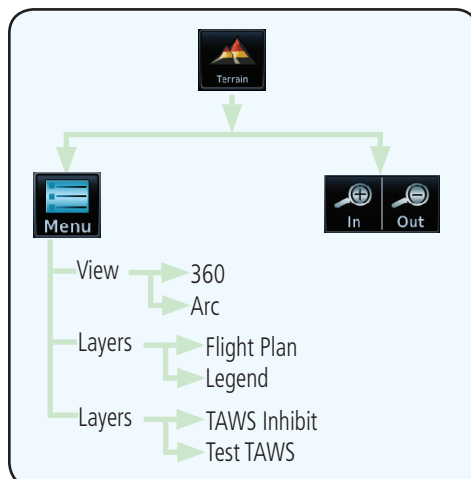 Terrain
Menu
In Out
View
360
Arc
Layers
Flight Plan
Legend
Layers
TAWS Inhibit
Test TAWS